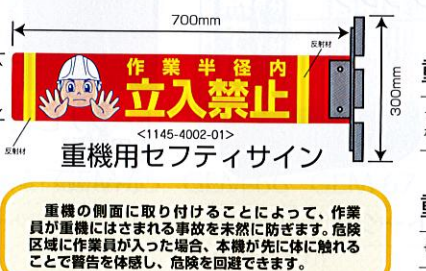 700mm
反射材
作業半径内
立入禁止
300mm
反射材
<1145-4002-01>
重機用セフティサイン
重機の側面に取り付けることによって、作業
員が重機にはさまれる事故を未然に防ぎます。危険
区域に作業員が入った場合、本機が先に体に触れる
ことで警告を体感し、危険を回避できます。